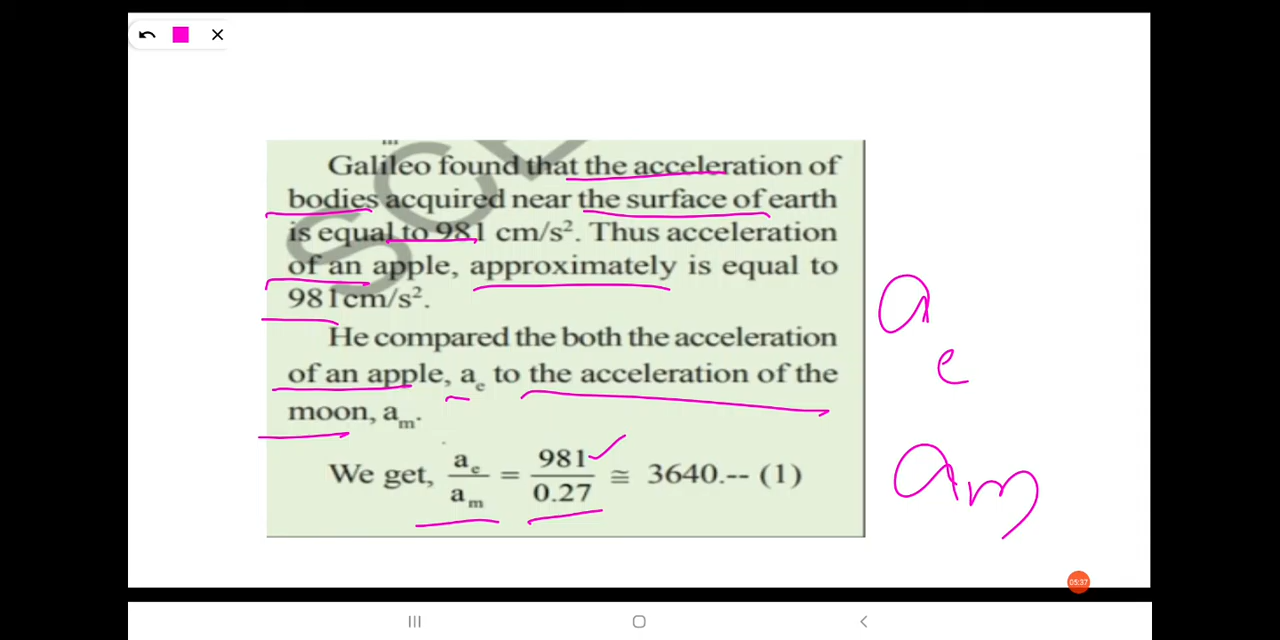 Galileo found that the acceleration of
bodies acquired near the surface of earth
is equal to 981 cm/s². Thus acceleration
of an apple, approximately is equal to
981cm/s².
He compared the both the acceleration
of an apple, aₑ to the acceleration of the
moon, aₘ.
We get, aₑ/aₘ = 981/0.27 ≅ 3640.-- (1)
a e
am
05:37